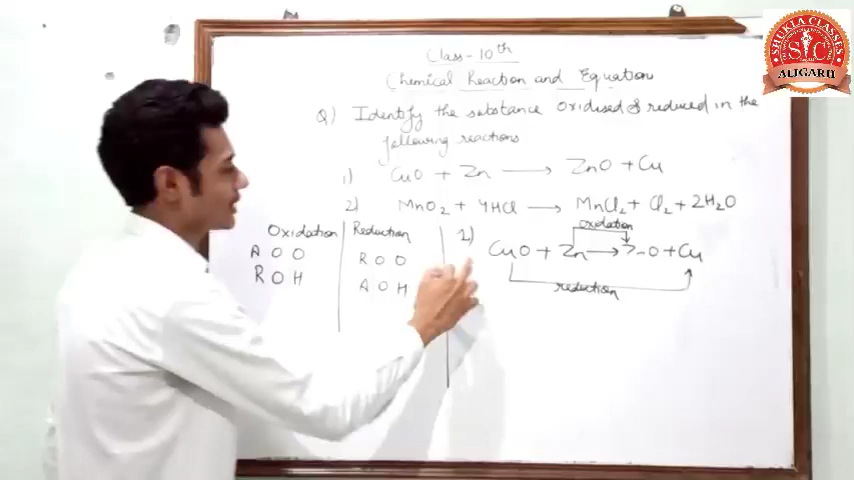 Class-10th
Chemical Reaction and Equation
Q) Identify the substance oxidised & reduced in the
following reactions
1) CuO + Zn ⟶ ZnO + Cu
2) MnO₂ + 4HCl ⟶ MnCl₂ + Cl₂ + 2H₂O
Oxidation
A O O
R O H
Reduction
R O O
A O H
oxidation
1) CuO + Zn ⟶ ZnO + Cu
reduction
SHUKLA CLASSES
SC
ALIGARH